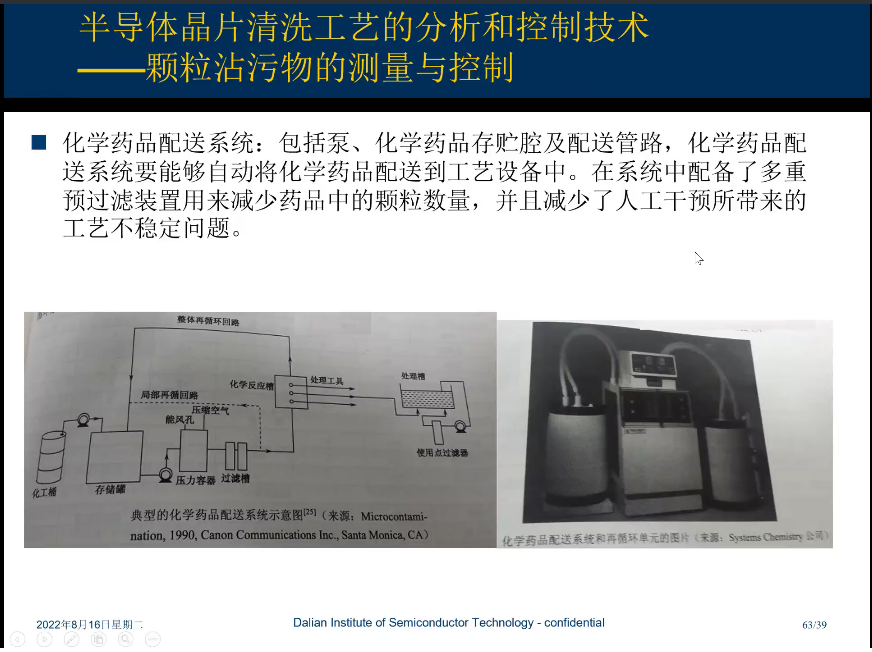 半导体晶片清洗工艺的分析和控制技术
——颗粒沾污物的测量与控制
化学药品配送系统：包括泵、化学药品存贮腔及配送管路，化学药品配
送系统要能够自动将化学药品配送到工艺设备中。在系统中配备了多重
预过滤装置用来减少药品中的颗粒数量，并且减少了人工干预所带来的
工艺不稳定问题。
整体再循环回路
化学反应槽
处理工具
处理槽
局部再循环回路
压缩空气
能风孔
使用点过滤器
化工桶
存储罐
压力容器
过滤槽
典型的化学药品配送系统示意图[25]（来源：Microcontami-
nation, 1990, Canon Communications Inc., Santa Monica, CA）
化学药品配送系统和再循环单元的图片（来源：Systems Chemistry 公司）
2022年8月16日星期二
Dalian Institute of Semiconductor Technology - confidential
63/39